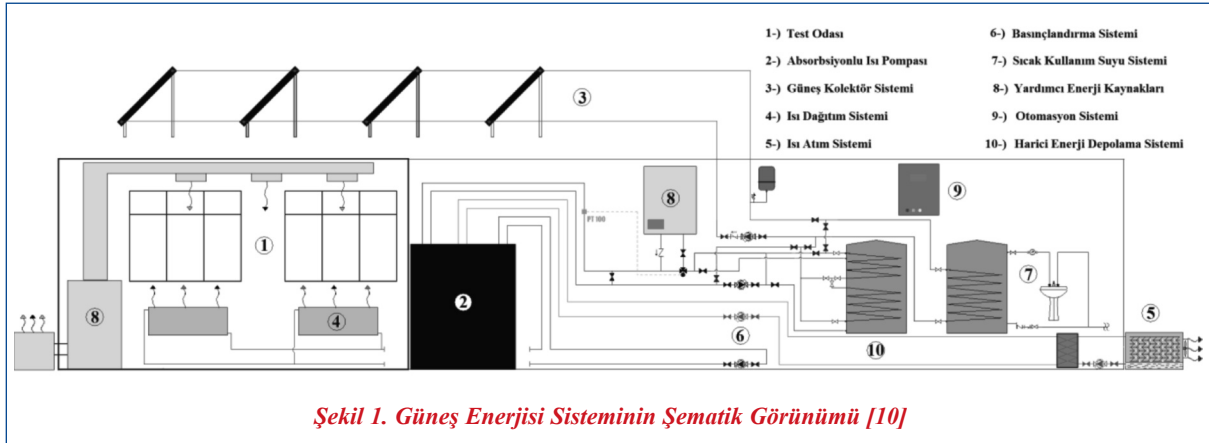 1-) Test Odası
2-) Absorbsiyonlu Isı Pompası
3-) Güneş Kolektör Sistemi
4-) Isı Dağıtım Sistemi
5-) Isı Atım Sistemi
6-) Basınçlandırma Sistemi
7-) Sıcak Kullanım Suyu Sistemi
8-) Yardımcı Enerji Kaynakları
9-) Otomasyon Sistemi
10-) Harici Enerji Depolama Sistemi
3
8
9
PT 100
1
2
7
8
4
6
10
5
Şekil 1. Güneş Enerjisi Sisteminin Şematik Görünümü [10]